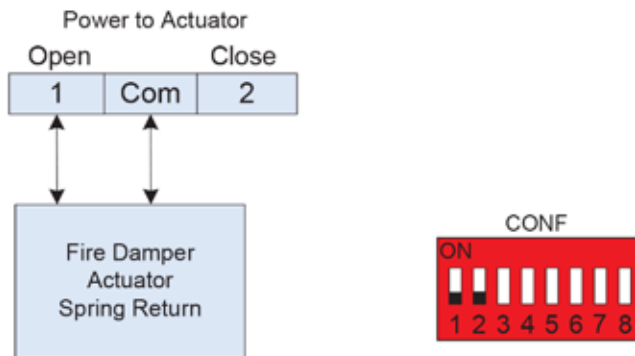 Power to Actuator
Open Close
1 Com 2
Fire Damper
Actuator
Spring Return
CONF
ON
1 2 3 4 5 6 7 8